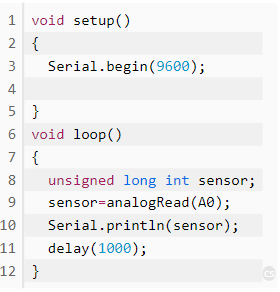 1 void setup()
2 {
3   Serial.begin(9600);
4
5 }
6 void loop()
7 {
8   unsigned long int sensor;
9   sensor=analogRead(A0);
10   Serial.println(sensor);
11   delay(1000);
12 }
cs